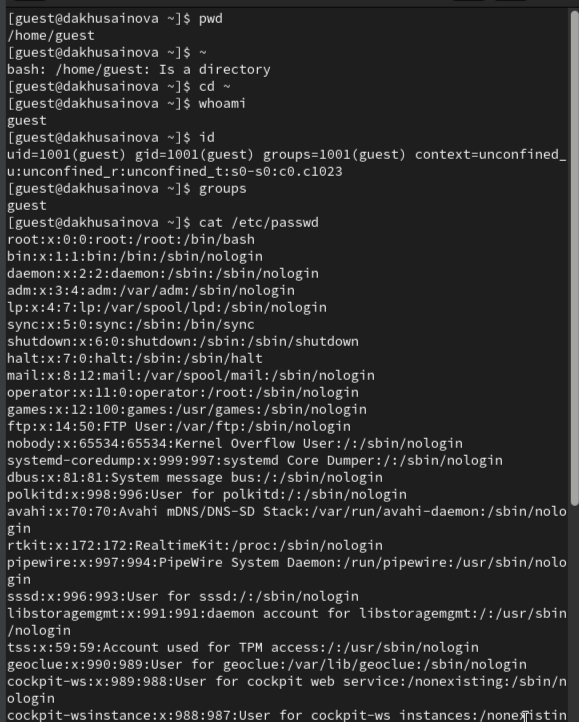 [guest@dakhusainova ~]$ pwd
/home/guest
[guest@dakhusainova ~]$ ~
bash: /home/guest: Is a directory
[guest@dakhusainova ~]$ cd ~
[guest@dakhusainova ~]$ whoami
guest
[guest@dakhusainova ~]$ id
uid=1001(guest) gid=1001(guest) groups=1001(guest) context=unconfined_
u:unconfined_r:unconfined_t:s0-s0:c0.c1023
[guest@dakhusainova ~]$ groups
guest
[guest@dakhusainova ~]$ cat /etc/passwd
root:x:0:0:root:/root:/bin/bash
bin:x:1:1:bin:/bin:/sbin/nologin
daemon:x:2:2:daemon:/sbin:/sbin/nologin
adm:x:3:4:adm:/var/adm:/sbin/nologin
lp:x:4:7:lp:/var/spool/lpd:/sbin/nologin
sync:x:5:0:sync:/sbin:/bin/sync
shutdown:x:6:0:shutdown:/sbin:/sbin/shutdown
halt:x:7:0:halt:/sbin:/sbin/halt
mail:x:8:12:mail:/var/spool/mail:/sbin/nologin
operator:x:11:0:operator:/root:/sbin/nologin
games:x:12:100:games:/usr/games:/sbin/nologin
ftp:x:14:50:FTP User:/var/ftp:/sbin/nologin
nobody:x:65534:65534:Kernel Overflow User:/:/sbin/nologin
systemd-coredump:x:999:997:systemd Core Dumper:/:/sbin/nologin
dbus:x:81:81:System message bus:/:/sbin/nologin
polkitd:x:998:996:User for polkitd:/:/sbin/nologin
avahi:x:70:70:Avahi mDNS/DNS-SD Stack:/var/run/avahi-daemon:/sbin/nolo
gin
rtkit:x:172:172:RealtimeKit:/proc:/sbin/nologin
pipewire:x:997:994:PipeWire System Daemon:/run/pipewire:/usr/sbin/nolo
gin
sssd:x:996:993:User for sssd:/:/sbin/nologin
libstoragemgmt:x:991:991:daemon account for libstoragemgmt:/:/usr/sbin
/nologin
tss:x:59:59:Account used for TPM access:/:/usr/sbin/nologin
geoclue:x:990:989:User for geoclue:/var/lib/geoclue:/sbin/nologin
cockpit-ws:x:989:988:User for cockpit web service:/nonexisting:/sbin/n
ologin
cockpit-wsinstance:x:988:987:User for cockpit-ws instances:/nonexistin